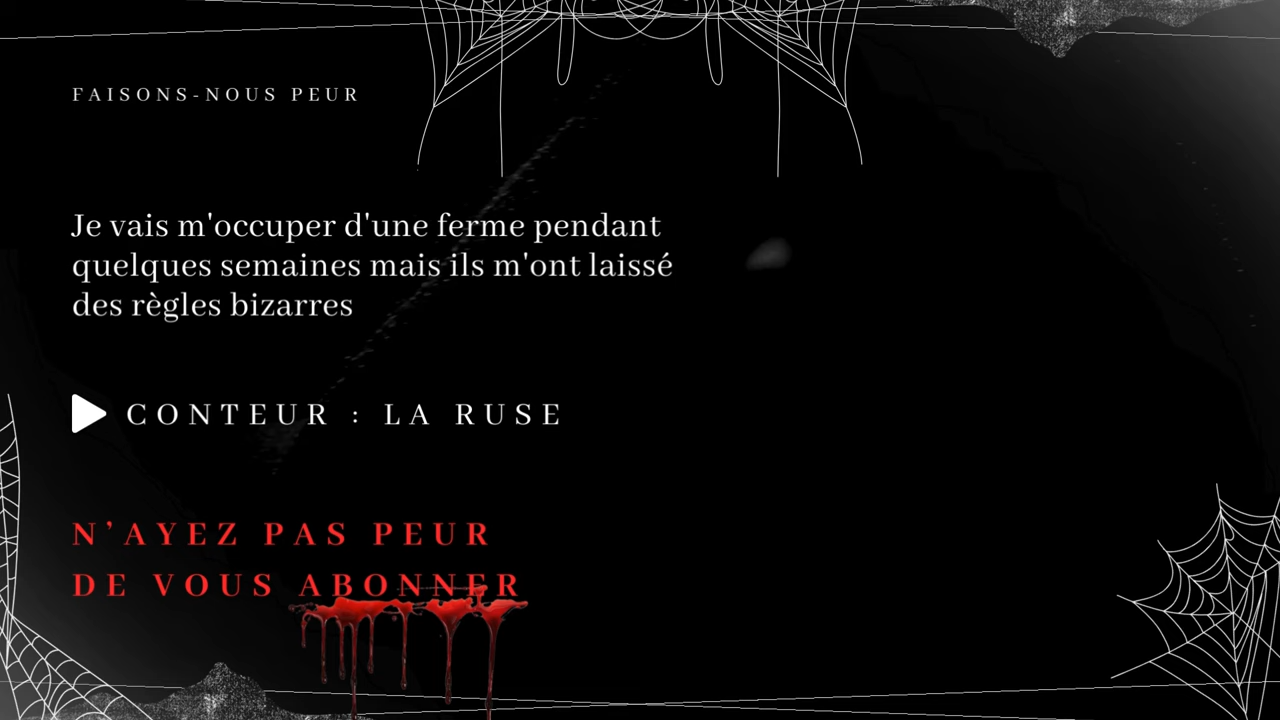 FAISONS-NOUS PEUR
Je vais m'occuper d'une ferme pendant
quelques semaines mais ils m'ont laissé
des règles bizarres
CONTEUR : LA RUSE
N’AYEZ PAS PEUR
DE VOUS ABONNER